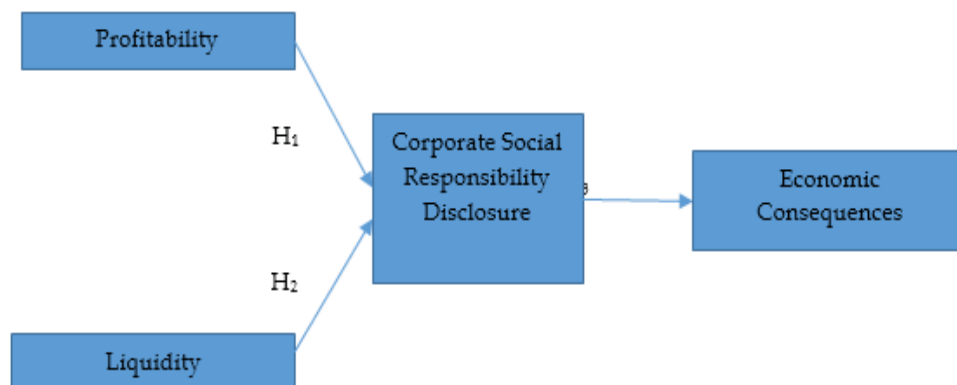 Profitability
H₁
Corporate Social
Responsibility
Disclosure
Economic
Consequences
H₂
Liquidity